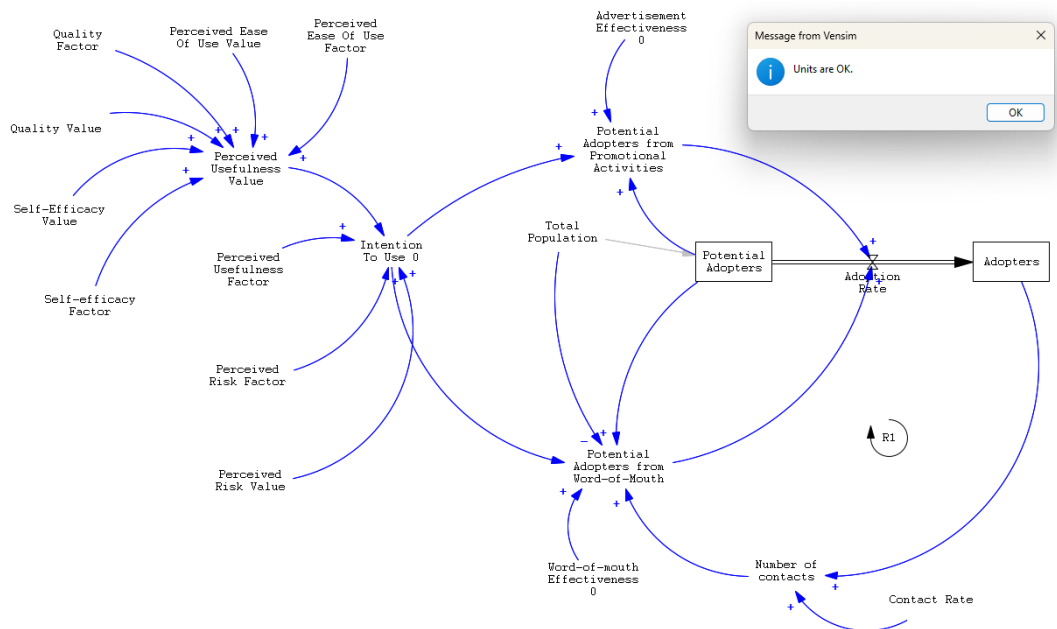 Quality
Factor
Perceived Ease
Of Use Value
Perceived
Ease Of Use
Factor
Advertisement
Effectiveness
0
Message from Vensim
Units are OK.
OK
Quality Value
Perceived
Usefulness
Value
Potential
Adopters from
Promotional
Activities
Self-Efficacy
Value
Self-efficacy
Factor
Perceived
Usefulness
Factor
Intention
To Use 0
Total
Population
Potential
Adopters
Adoption
Rate
Adopters
Perceived
Risk Factor
Perceived
Risk Value
R1
Potential
Adopters from
Word-of-Mouth
Word-of-mouth
Effectiveness
0
Number of
contacts
Contact Rate